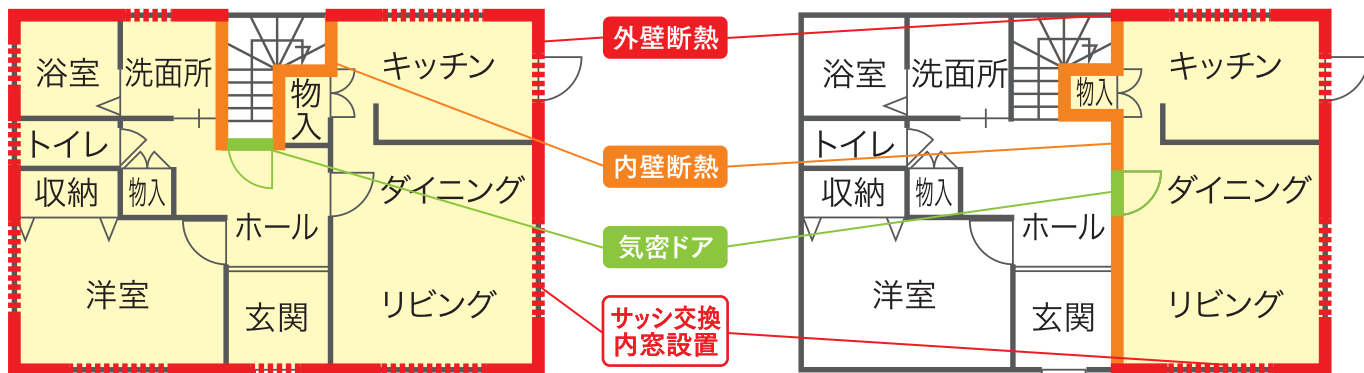 浴室
洗面所
物入
キッチン
トイレ
収納
物入
ダイニング
ホール
洋室
玄関
リビング
外壁断熱
内壁断熱
気密ドア
サッシ交換
内窓設置
浴室
洗面所
物入
キッチン
トイレ
収納
物入
ダイニング
ホール
洋室
玄関
リビング